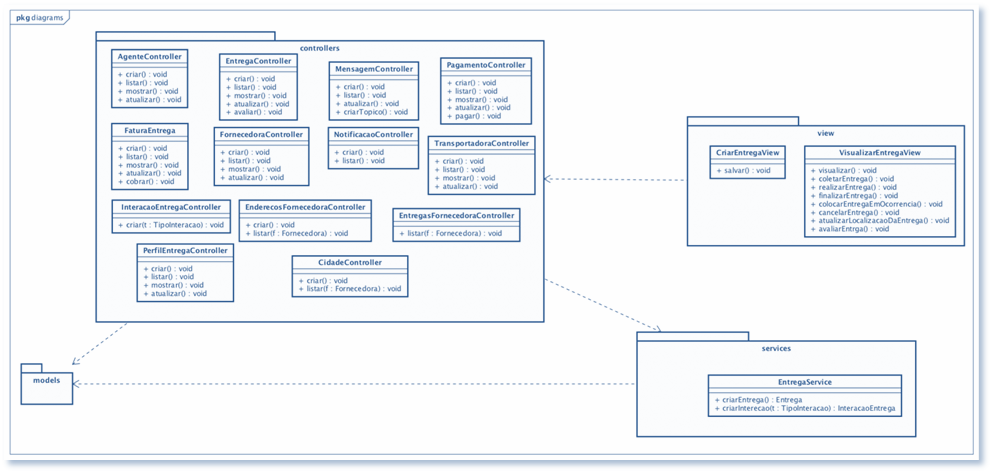 pkg diagrams
controllers
AgenteController
+ criar() : void
+ listar() : void
+ mostrar() : void
+ atualizar() : void
EntregaController
+ criar() : void
+ listar() : void
+ mostrar() : void
+ atualizar() : void
+ avaliar() : void
MensagemController
+ criar() : void
+ listar() : void
+ atualizar() : void
+ criarTopico() : void
PagamentoController
+ criar() : void
+ listar() : void
+ mostrar() : void
+ atualizar() : void
+ pagar() : void
FaturaEntrega
+ criar() : void
+ listar() : void
+ mostrar() : void
+ atualizar() : void
+ cobrar() : void
FornecedoraController
+ criar() : void
+ listar() : void
+ mostrar() : void
+ atualizar() : void
NotificacaoController
+ criar() : void
+ listar() : void
TransportadoraController
+ criar() : void
+ listar() : void
+ mostrar() : void
+ atualizar() : void
InteracaoEntregaController
+ criar(t : TipoInteracao) : void
EnderecosFornecedoraController
+ criar() : void
+ listar(f : Fornecedora) : void
EntregasFornecedoraController
+ listar(f : Fornecedora) : void
PerfilEntregaController
+ criar() : void
+ listar() : void
+ mostrar() : void
+ atualizar() : void
CidadeController
+ criar() : void
+ listar(f : Fornecedora) : void
view
CriarEntregaView
+ salvar() : void
VisualizarEntregaView
+ visualizar() : void
+ coletarEntrega() : void
+ realizarEntrega() : void
+ finalizarEntrega() : void
+ colocarEntregaEmOcorrencia() : void
+ cancelarEntrega() : void
+ atualizarLocalizacaoDaEntrega() : void
+ avaliarEntrga() : void
models
services
EntregaService
+ criarEntrega() : Entrega
+ criarInterecao(t : TipoInteracao) : InteracaoEntrega